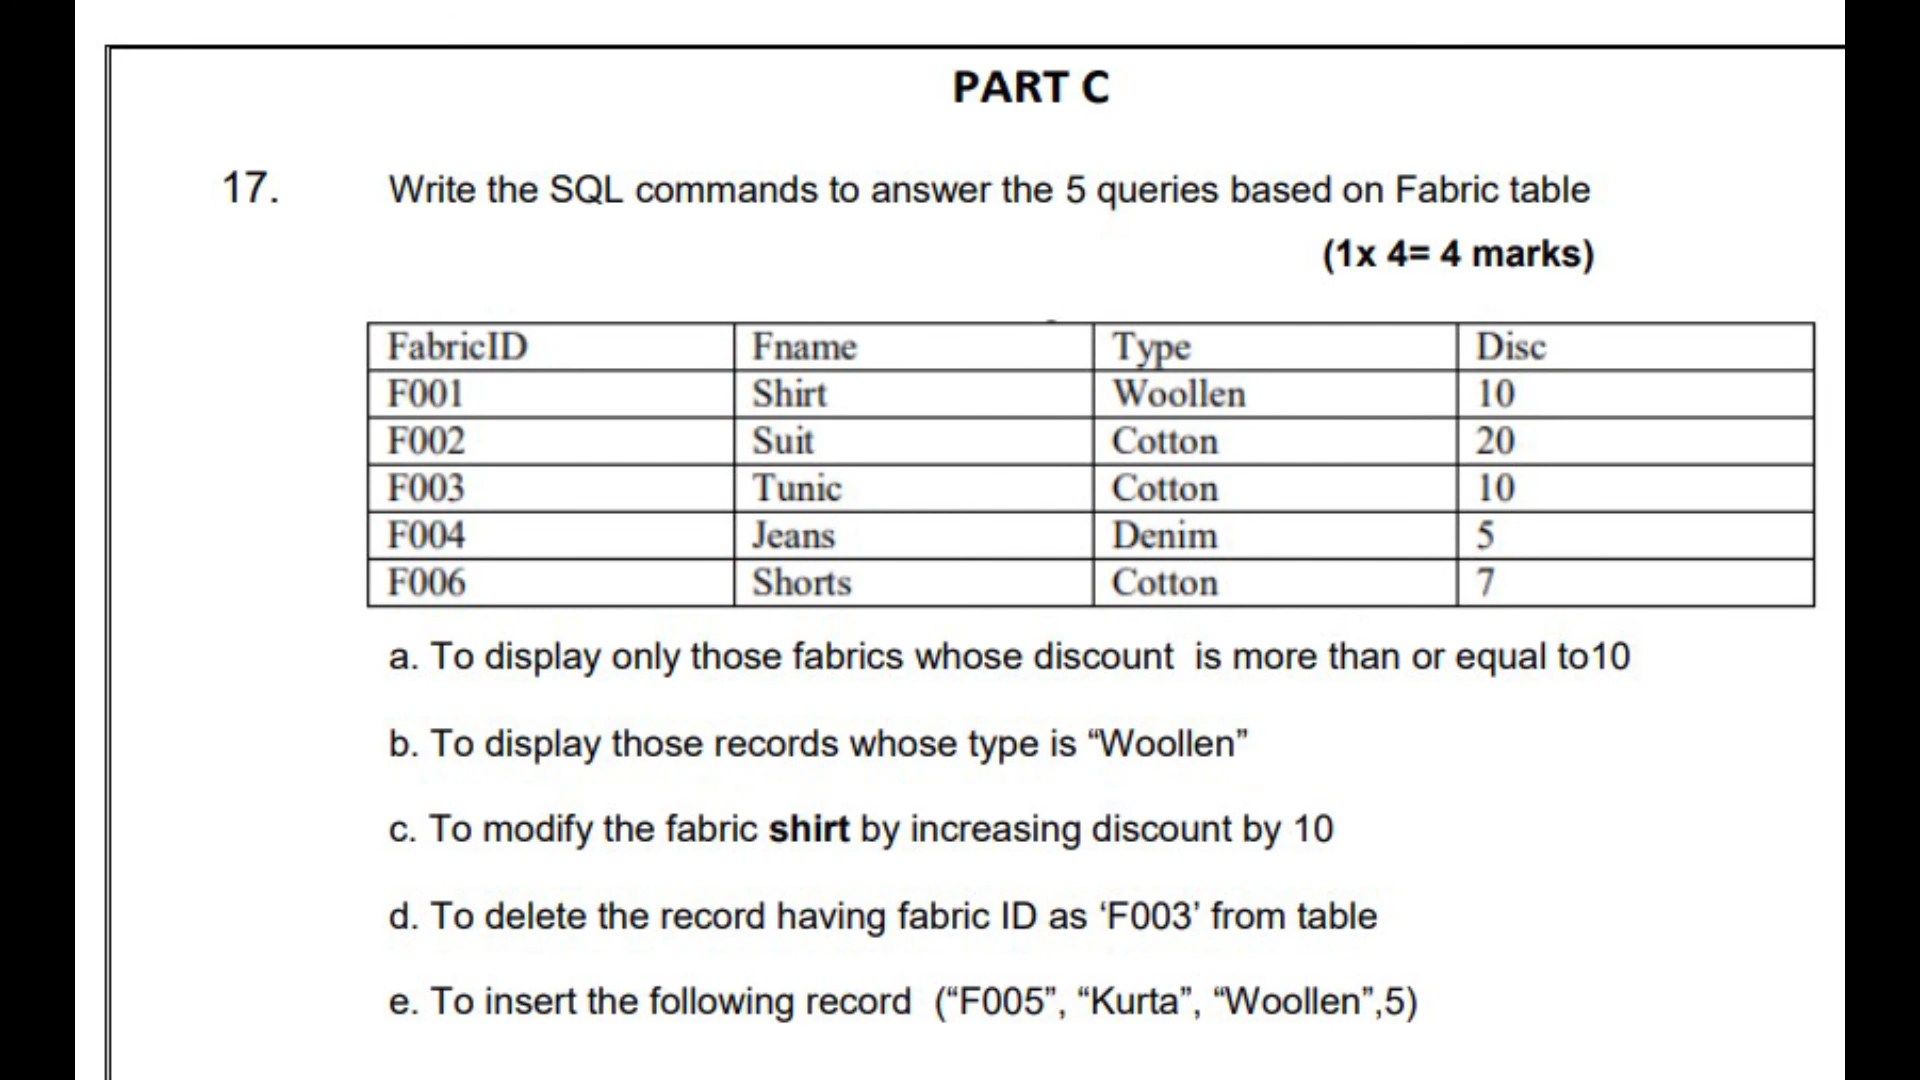 PART C
17. Write the SQL commands to answer the 5 queries based on Fabric table
(1x 4= 4 marks)
FabricID Fname Type Disc
F001 Shirt Woollen 10
F002 Suit Cotton 20
F003 Tunic Cotton 10
F004 Jeans Denim 5
F006 Shorts Cotton 7
a. To display only those fabrics whose discount is more than or equal to10
b. To display those records whose type is “Woollen”
c. To modify the fabric shirt by increasing discount by 10
d. To delete the record having fabric ID as ‘F003’ from table
e. To insert the following record (“F005”, “Kurta”, “Woollen”,5)